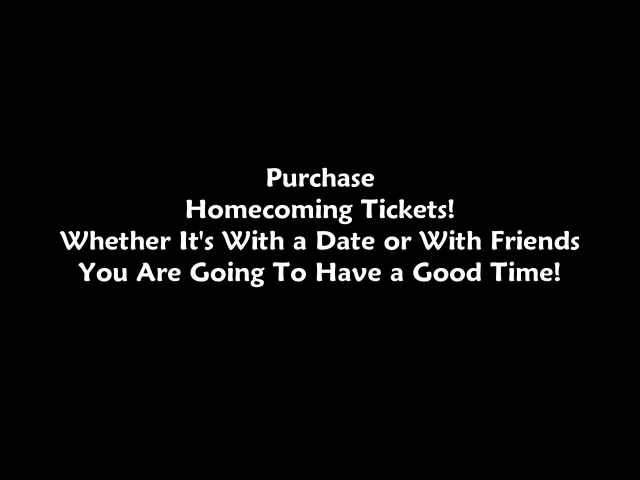 Purchase
Homecoming Tickets!
Whether It's With a Date or With Friends
You Are Going To Have a Good Time!